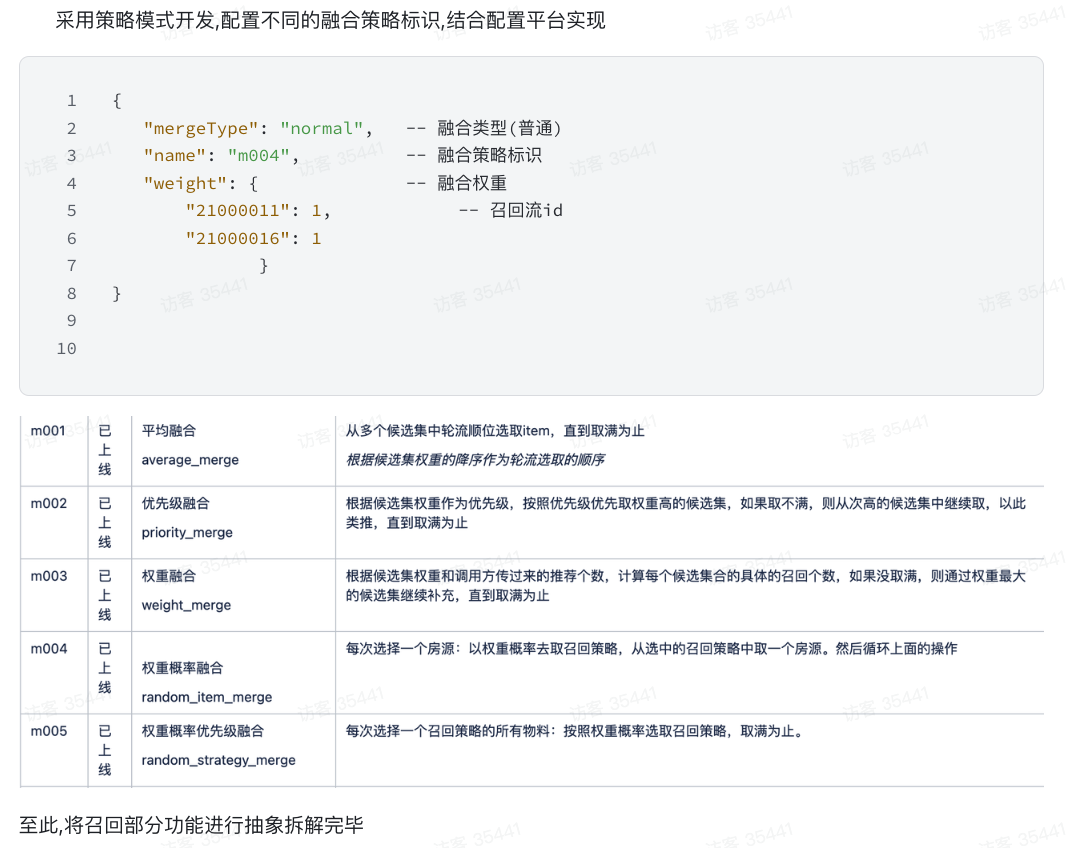 采用策略模式开发,配置不同的融合策略标识,结合配置平台实现
1 {
2 "mergeType": "normal", -- 融合类型(普通)
3 "name": "m004", -- 融合策略标识
4 "weight": { -- 融合权重
5 "21000011": 1, -- 召回流id
6 "21000016": 1
7 }
8 }
9
10
m001 已上线 平均融合 average_merge 从多个候选集中轮流顺位选取item，直到取满为止
根据候选集权重的降序作为轮流选取的顺序
m002 已上线 优先级融合 priority_merge 根据候选集权重作为优先级，按照优先级优先取权重高的候选集，如果取不满，则从次高的候选集中继续取，以此
类推，直到取满为止
m003 已上线 权重融合 weight_merge 根据候选集权重和调用方传过来的推荐个数，计算每个候选集合的具体的召回个数，如果没取满，则通过权重最大
的候选集继续补充，直到取满为止
m004 已上线 权重概率融合 random_item_merge 每次选择一个房源：以权重概率去取召回策略，从选中的召回策略中取一个房源。然后循环上面的操作
m005 已上线 权重概率优先级融合 random_strategy_merge 每次选择一个召回策略的所有物料：按照权重概率选取召回策略，取满为止。
至此,将召回部分功能进行抽象拆解完毕
访客 35441